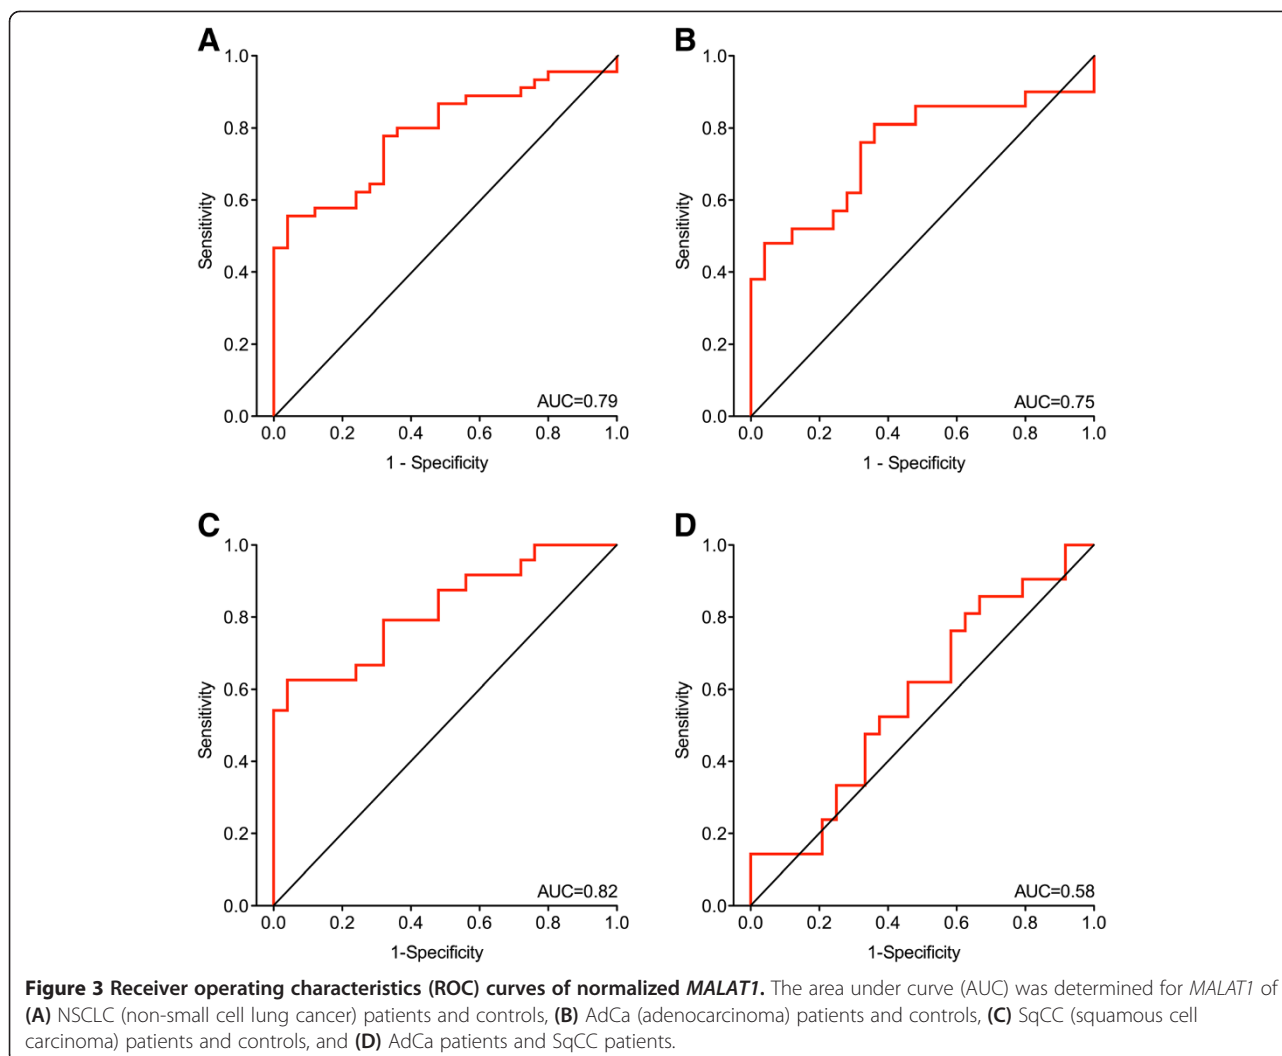 A
1.0
0.8
0.6
0.4
0.2
0.0
Sensitivity
0.0 0.2 0.4 0.6 0.8 1.0
1 - Specificity
AUC=0.79
B
1.0
0.8
0.6
0.4
0.2
0.0
Sensitivity
0.0 0.2 0.4 0.6 0.8 1.0
1 - Specificity
AUC=0.75
C
1.0
0.8
0.6
0.4
0.2
0.0
Sensitivity
0.0 0.2 0.4 0.6 0.8 1.0
1-Specificity
AUC=0.82
D
1.0
0.8
0.6
0.4
0.2
0.0
Sensitivity
0.0 0.2 0.4 0.6 0.8 1.0
1-Specificity
AUC=0.58
Figure 3 Receiver operating characteristics (ROC) curves of normalized MALAT1. The area under curve (AUC) was determined for MALAT1 of
(A) NSCLC (non-small cell lung cancer) patients and controls, (B) AdCa (adenocarcinoma) patients and controls, (C) SqCC (squamous cell
carcinoma) patients and controls, and (D) AdCa patients and SqCC patients.